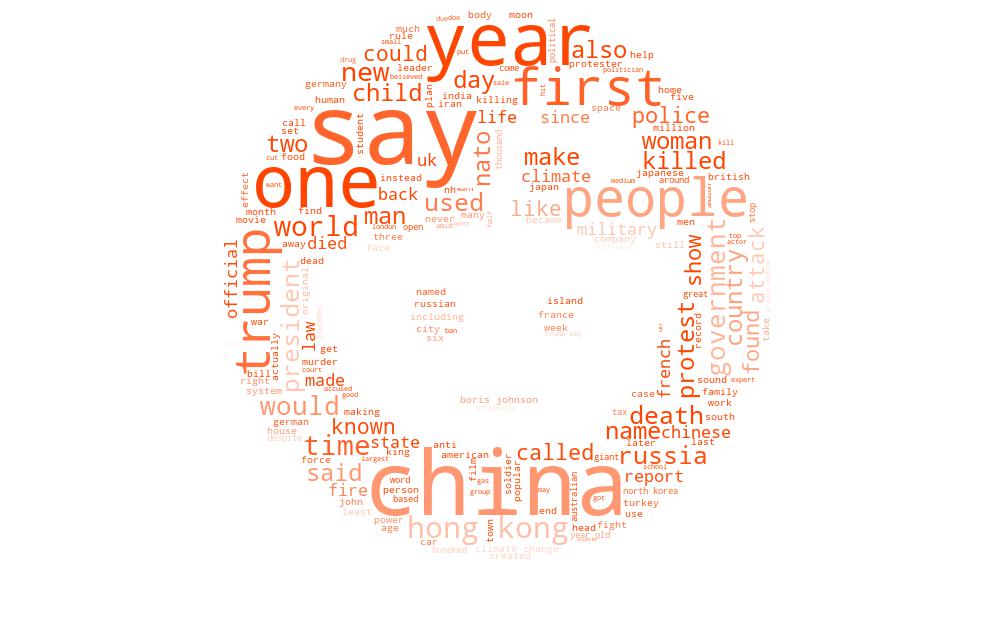 due doe body moon
much year political
rule
small put
could also help
leader come protester
drug new day first politician
believed sale hit
germany child plan india home
iran killing space five
human say life since police
every thousand million
call student
set woman kill
two uk nato make killed
cut food
instead climate japanese
one back used japan medium around british
want people
effect like
month find man never many became men stop
movie world london open amid half military top
three company actor
away died face still
official trump dead president original show government country attack
war great
named island
russian
including france
city ban week
six
actually law get protest record found take
murder french
bill court
right made accused sound expert
system good case family
would boris johnson tax death work
making
german known name chinese south
house later last
despite time state anti
king american called giant russia
force largest film school
said word china soldier popular report
fire person gas
based group may got north korea
john end australian turkey
least use
power hong kong head fight
age town year old
car
hundred climate change
created